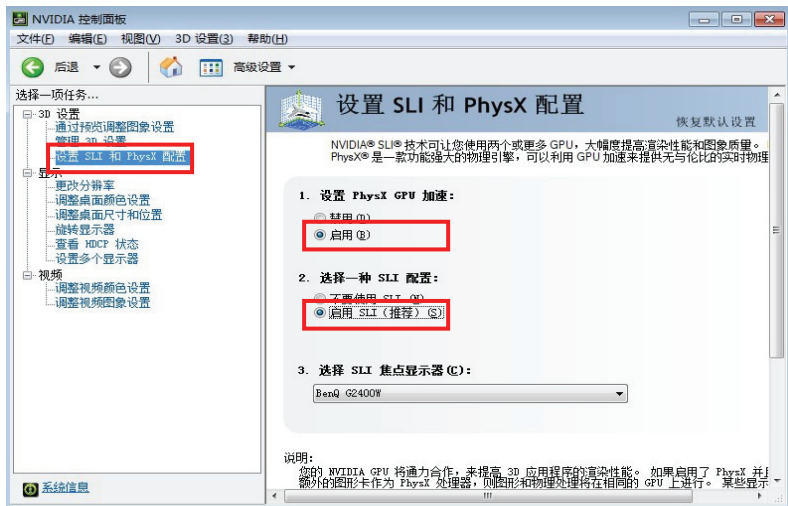 NVIDIA 控制面板
文件(F) 编辑(E) 视图(V) 3D 设置(3) 帮助(H)
后退 高级设置
选择一项任务...
3D 设置
通过预览调整图象设置
管理 3D 设置
设置 SLI 和 PhysX 配置
显示
更改分辨率
调整桌面颜色设置
调整桌面尺寸和位置
旋转显示器
查看 HDCP 状态
设置多个显示器
视频
调整视频颜色设置
调整视频图象设置
系统信息
设置 SLI 和 PhysX 配置
恢复默认设置
NVIDIA® SLI® 技术可让您使用两个或更多 GPU，大幅度提高渲染性能和图象质量。
PhysX® 是一款功能强大的物理引擎，可以利用 GPU 加速来提供无与伦比的实时物理
1. 设置 PhysX GPU 加速：
禁用(D)
启用(E)
2. 选择一种 SLI 配置：
不要使用 SLI (N)
启用 SLI（推荐）(S)
3. 选择 SLI 焦点显示器(C)：
BenQ G2400W
说明：
您的 NVIDIA GPU 将通力合作，来提高 3D 应用程序的渲染性能。 如果启用了 PhysX 并
额外的图形卡作为 PhysX 处理器，则图形和物理处理将在相同的 GPU 上进行。 某些显示